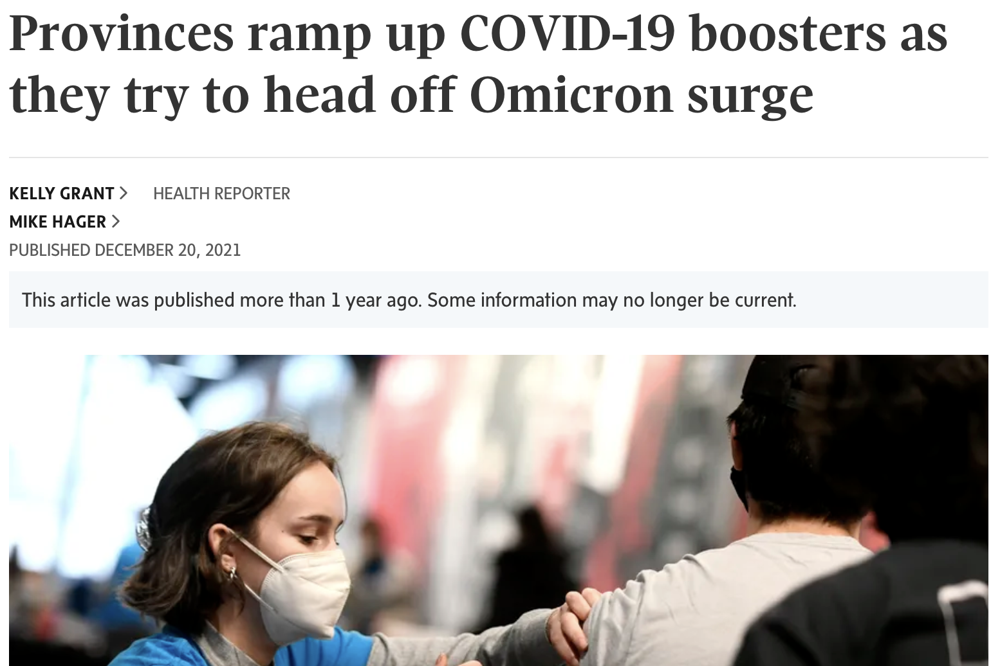 Provinces ramp up COVID-19 boosters as
they try to head off Omicron surge
KELLY GRANT > HEALTH REPORTER
MIKE HAGER >
PUBLISHED DECEMBER 20, 2021
This article was published more than 1 year ago. Some information may no longer be current.